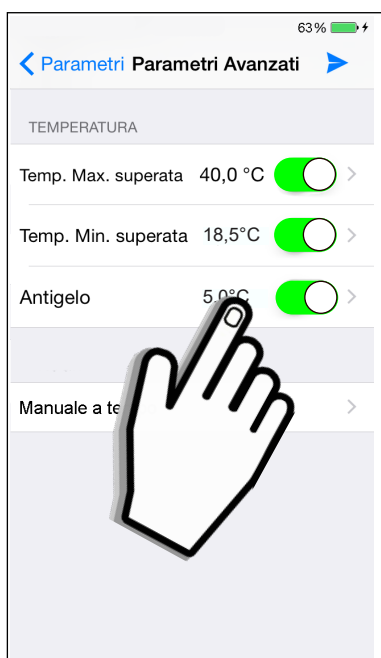 63%
Parametri Parametri Avanzati
TEMPERATURA
Temp. Max. superata 40,0 °C
Temp. Min. superata 18,5°C
Antigelo 5,0°C
Manuale a